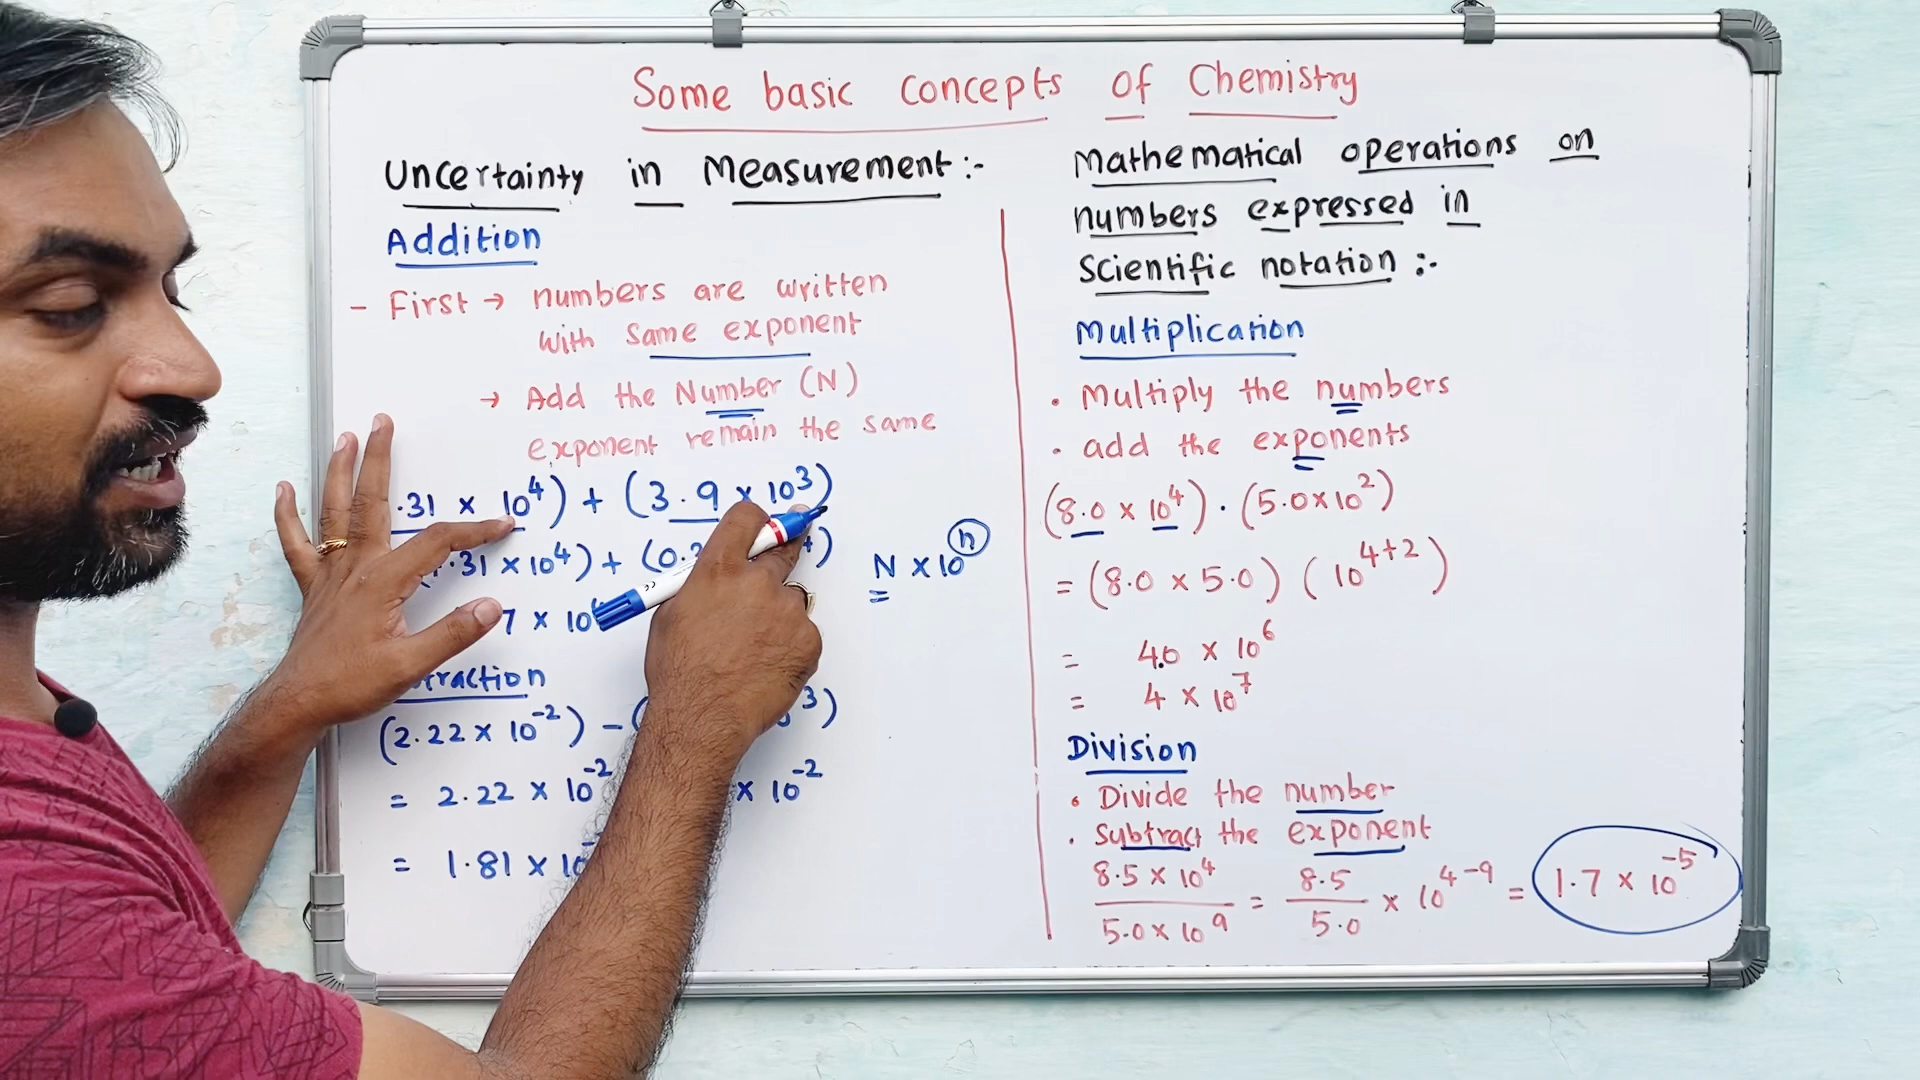 Some basic concepts of Chemistry
Uncertainty in Measurement :-
Addition
- First → numbers are written
with same exponent
→ Add the Number (N)
exponent remain the same
.31 × 10⁴) + (3.9 × 10³)
.31 × 10⁴) + (0.3 )
N × 10ⁿ
7 × 10
raction
(2.22 × 10⁻²) - ( ³)
= 2.22 × 10⁻² × 10⁻²
= 1.81 × 10
Mathematical operations on
numbers expressed in
Scientific notation :-
Multiplication
. Multiply the numbers
. add the exponents
(8.0 × 10⁴) . (5.0×10²)
= (8.0 × 5.0) (10⁴⁺²)
= 4.0 × 10⁶
= 4 × 10⁷
Division
. Divide the number
. Subtract the exponent
8.5 × 10⁴ / 5.0 × 10⁹ = 8.5 / 5.0 × 10⁴⁻⁹ = 1.7 × 10⁻⁵